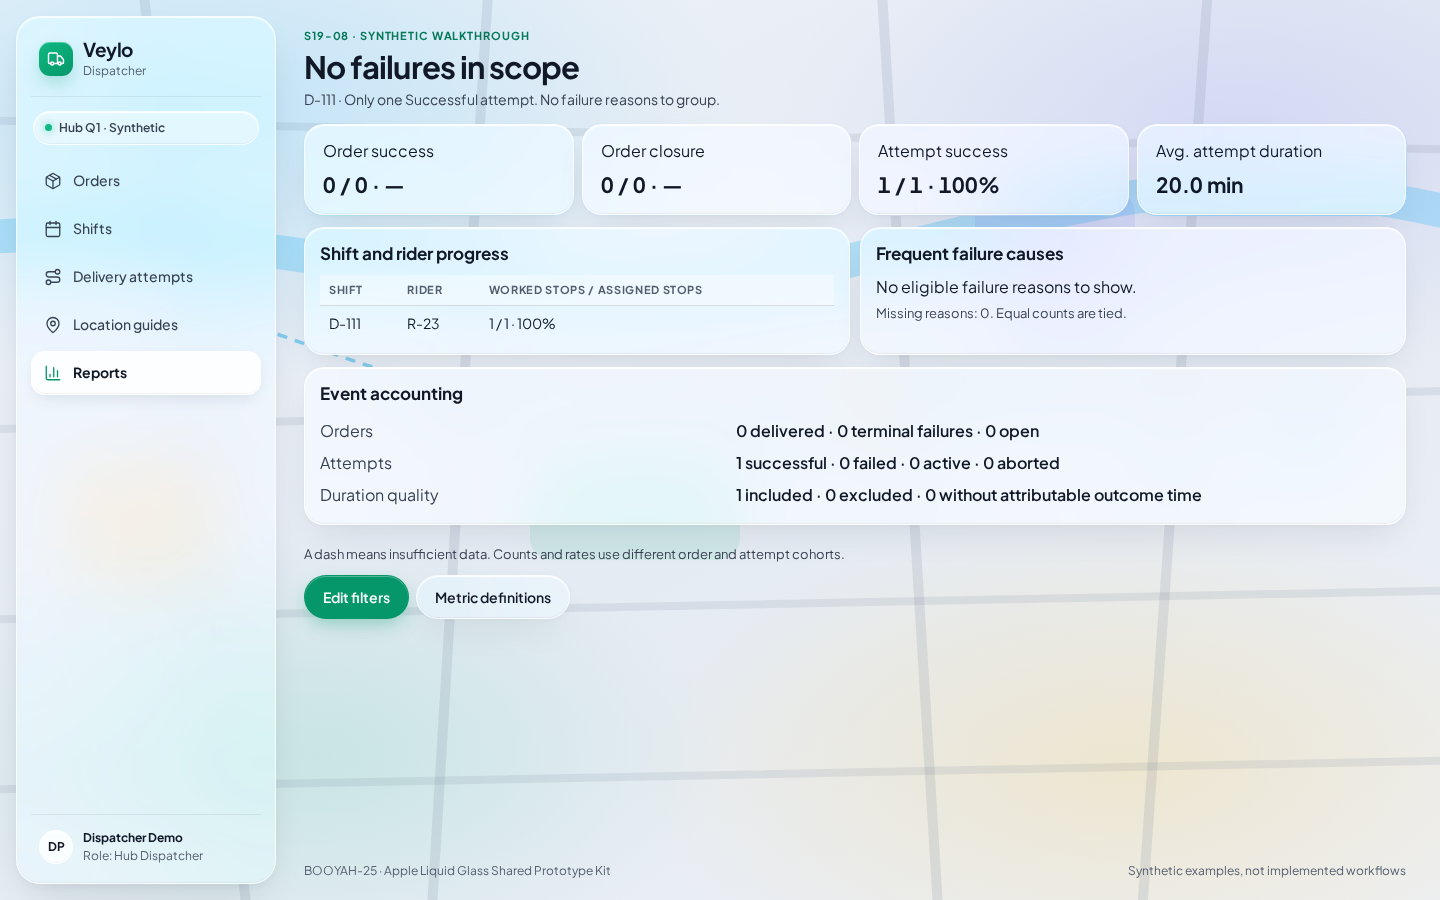 Veylo
Dispatcher
Hub Q1 · Synthetic
Orders
Shifts
Delivery attempts
Location guides
Reports
DP
Dispatcher Demo
Role: Hub Dispatcher
S19-08 · SYNTHETIC WALKTHROUGH
No failures in scope
D-111 · Only one Successful attempt. No failure reasons to group.
Order success
0 / 0 · —
Order closure
0 / 0 · —
Attempt success
1 / 1 · 100%
Avg. attempt duration
20.0 min
Shift and rider progress
SHIFT RIDER WORKED STOPS / ASSIGNED STOPS
D-111 R-23 1 / 1 · 100%
Frequent failure causes
No eligible failure reasons to show.
Missing reasons: 0. Equal counts are tied.
Event accounting
Orders 0 delivered · 0 terminal failures · 0 open
Attempts 1 successful · 0 failed · 0 active · 0 aborted
Duration quality 1 included · 0 excluded · 0 without attributable outcome time
A dash means insufficient data. Counts and rates use different order and attempt cohorts.
Edit filters
Metric definitions
BOOYAH-25 · Apple Liquid Glass Shared Prototype Kit
Synthetic examples, not implemented workflows